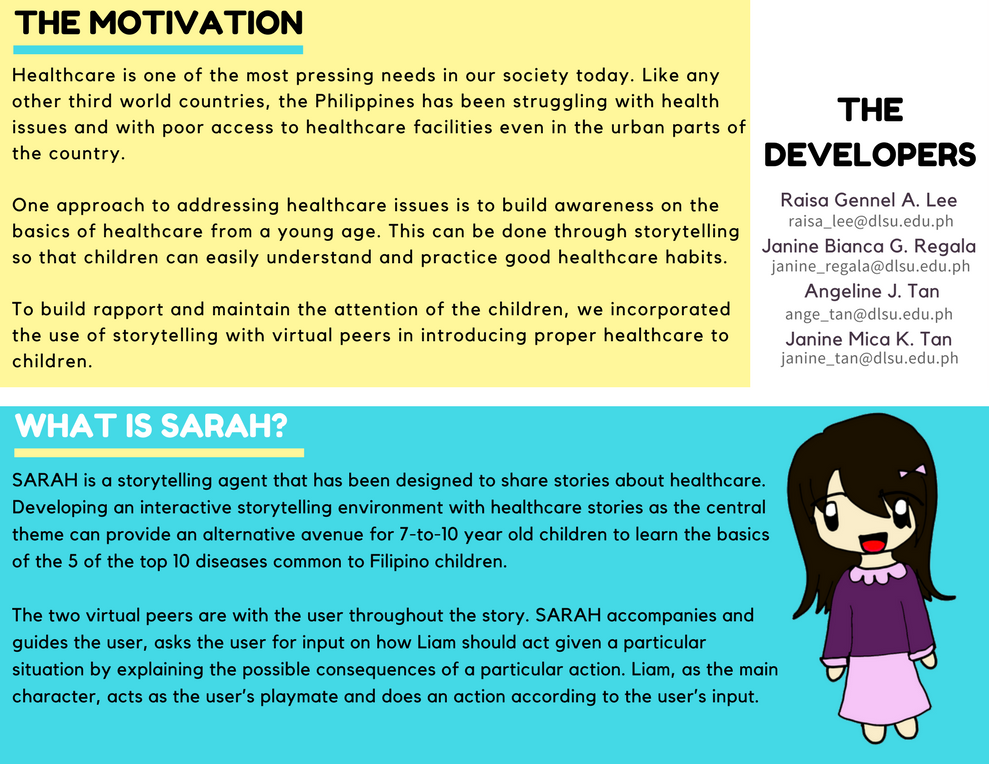 THE MOTIVATION
Healthcare is one of the most pressing needs in our society today. Like any
other third world countries, the Philippines has been struggling with health
issues and with poor access to healthcare facilities even in the urban parts of
the country.
One approach to addressing healthcare issues is to build awareness on the
basics of healthcare from a young age. This can be done through storytelling
so that children can easily understand and practice good healthcare habits.
To build rapport and maintain the attention of the children, we incorporated
the use of storytelling with virtual peers in introducing proper healthcare to
children.
THE
DEVELOPERS
Raisa Gennel A. Lee
raisa_lee@dlsu.edu.ph
Janine Bianca G. Regala
janine_regala@dlsu.edu.ph
Angeline J. Tan
ange_tan@dlsu.edu.ph
Janine Mica K. Tan
janine_tan@dlsu.edu.ph
WHAT IS SARAH?
SARAH is a storytelling agent that has been designed to share stories about healthcare.
Developing an interactive storytelling environment with healthcare stories as the central
theme can provide an alternative avenue for 7-to-10 year old children to learn the basics
of the 5 of the top 10 diseases common to Filipino children.
The two virtual peers are with the user throughout the story. SARAH accompanies and
guides the user, asks the user for input on how Liam should act given a particular
situation by explaining the possible consequences of a particular action. Liam, as the main
character, acts as the user's playmate and does an action according to the user's input.